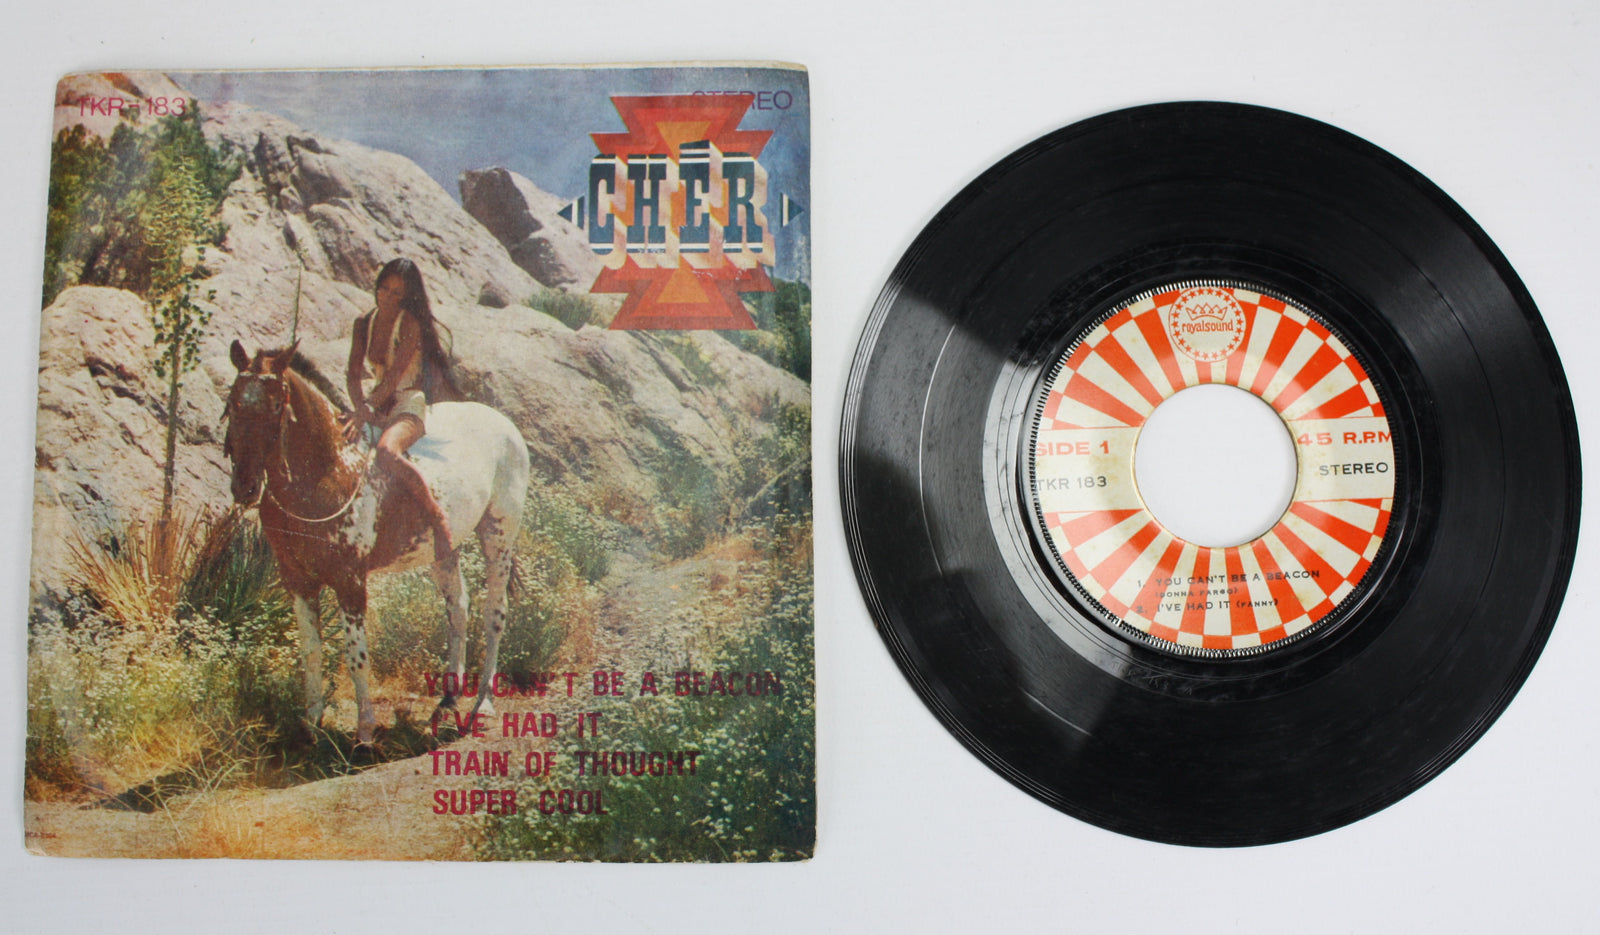 TKR-183
STEREO
CHER
YOU CAN'T BE A BEACON
I'VE HAD IT
TRAIN OF THOUGHT
SUPER COOL
royalsound
SIDE 1
TKR 183
45 R.P.M
STEREO
1. YOU CAN'T BE A BEACON
(DONNA FARGO)
2. I'VE HAD IT (FANNY)